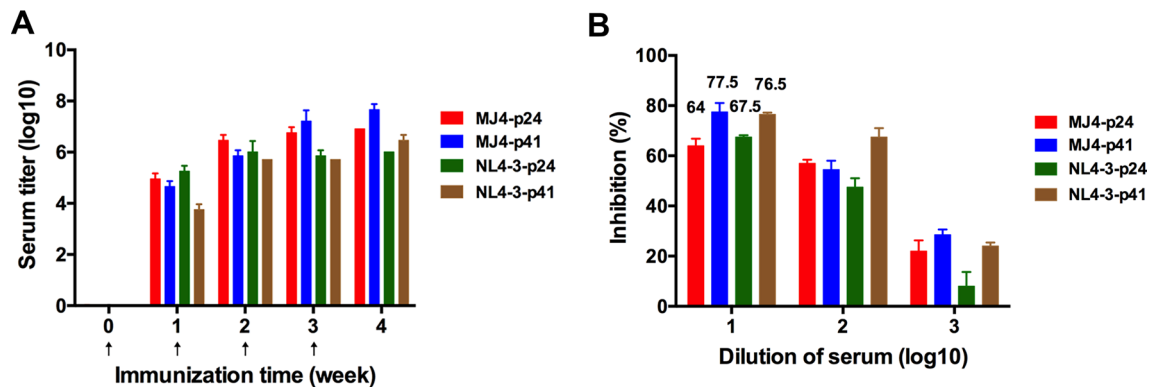 A
Serum titer (log10)
10
8
6
4
2
0
0 1 2 3 4
Immunization time (week)
MJ4-p24
MJ4-p41
NL4-3-p24
NL4-3-p41
B
Inhibition (%)
100
80
60
40
20
0
77.5 76.5
64 67.5
1 2 3
Dilution of serum (log10)
MJ4-p24
MJ4-p41
NL4-3-p24
NL4-3-p41